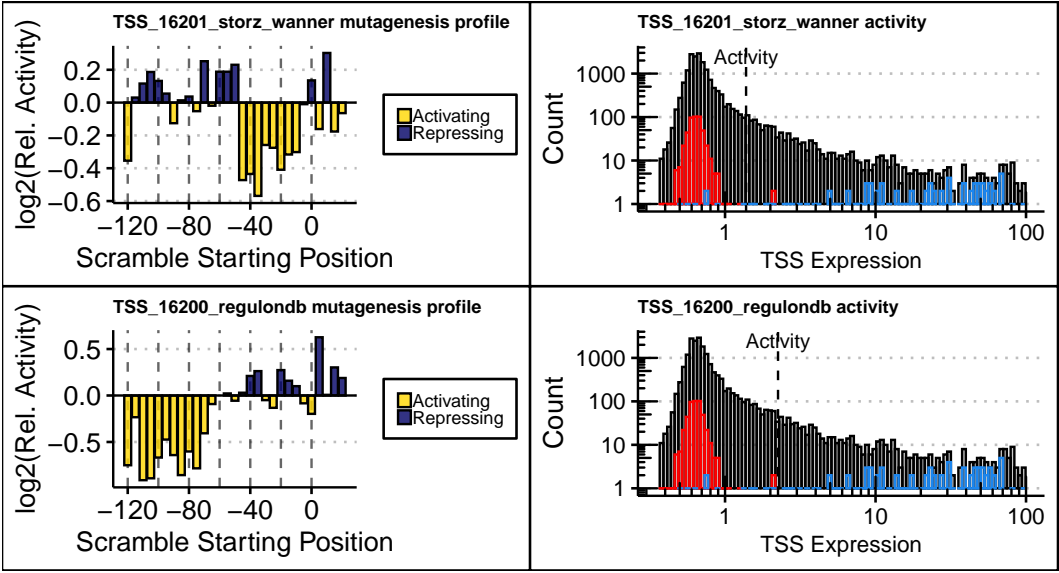 TSS_16201_storz_wanner mutagenesis profile
log2(Rel. Activity)
0.2
0.0
−0.2
−0.4
−0.6
−120
−80
−40
0
Scramble Starting Position
Activating
Repressing
TSS_16201_storz_wanner activity
Activity
Count
1000
100
10
1
1
10
100
TSS Expression
TSS_16200_regulondb mutagenesis profile
log2(Rel. Activity)
0.5
0.0
−0.5
−120
−80
−40
0
Scramble Starting Position
Activating
Repressing
TSS_16200_regulondb activity
Activity
Count
1000
100
10
1
1
10
100
TSS Expression